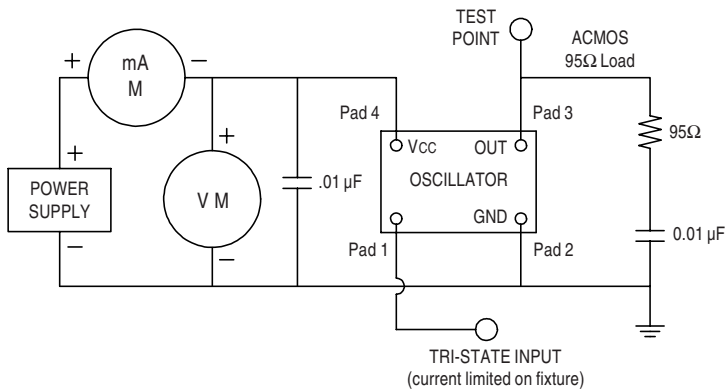 TEST
POINT
ACMOS
95Ω Load
+
mA
M
−
Pad 4
Pad 3
+
VCC
OUT
95Ω
+
POWER
SUPPLY
−
V M
−
.01 µF
OSCILLATOR
GND
0.01 µF
Pad 1
Pad 2
TRI-STATE INPUT
(current limited on fixture)